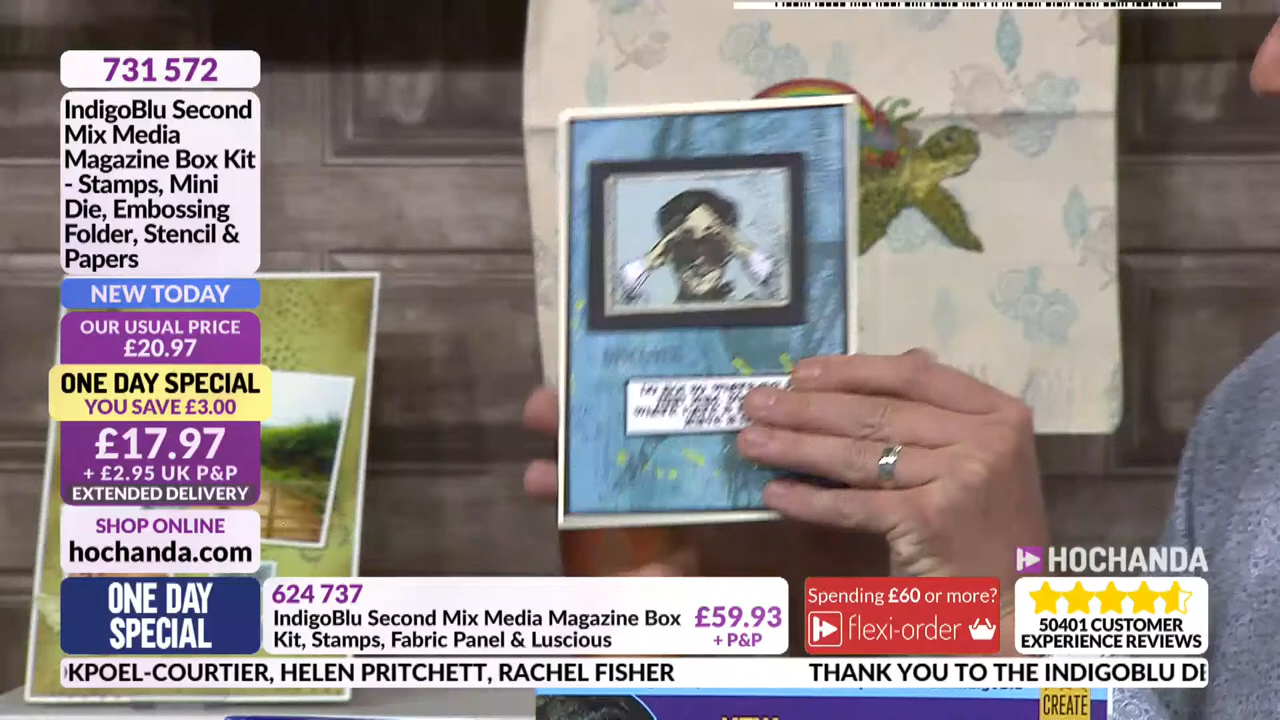 731 572
IndigoBlu Second
Mix Media
Magazine Box Kit
- Stamps, Mini
Die, Embossing
Folder, Stencil &
Papers
NEW TODAY
OUR USUAL PRICE
£20.97
ONE DAY SPECIAL
YOU SAVE £3.00
£17.97
+ £2.95 UK P&P
EXTENDED DELIVERY
SHOP ONLINE
hochanda.com
ONE DAY
SPECIAL
624 737
IndigoBlu Second Mix Media Magazine Box
Kit, Stamps, Fabric Panel & Luscious
£59.93
+ P&P
Spending £60 or more?
flexi-order
HOCHANDA
50401 CUSTOMER
EXPERIENCE REVIEWS
KPOEL-COURTIER, HELEN PRITCHETT, RACHEL FISHER
THANK YOU TO THE INDIGOBLU
CREATE